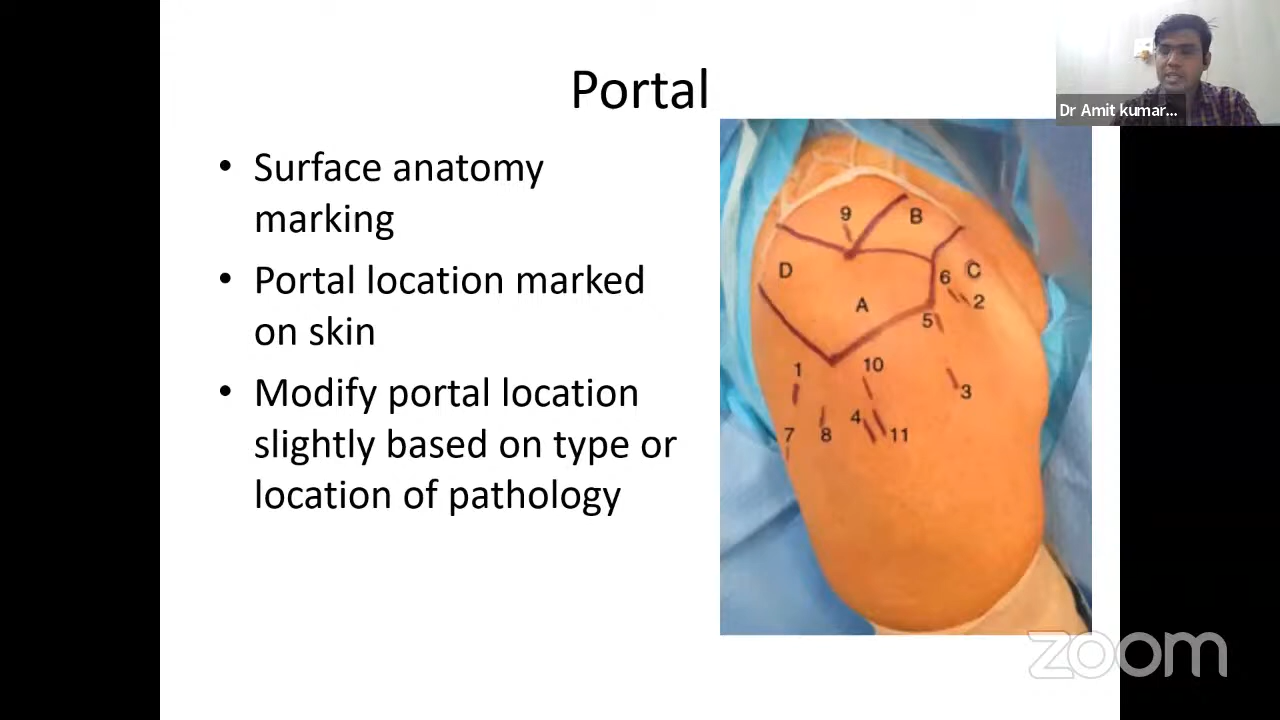 Portal
Dr Amit kumar...
• Surface anatomy
marking
• Portal location marked
on skin
• Modify portal location
slightly based on type or
location of pathology
9
B
D
6
C
2
A
5
1
10
3
4
7
8
11
zoom